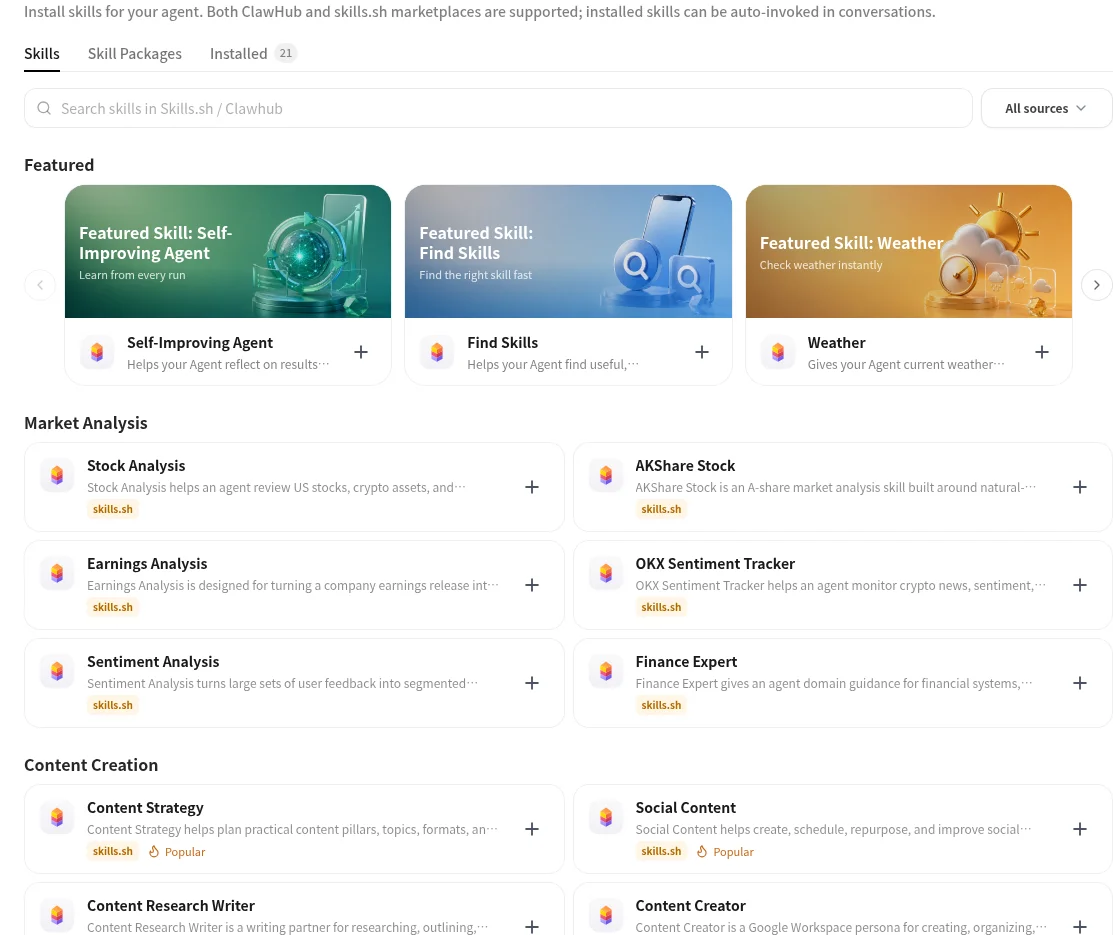 Install skills for your agent. Both ClawHub and skills.sh marketplaces are supported; installed skills can be auto-invoked in conversations.
Skills
Skill Packages
Installed 21
Search skills in Skills.sh / Clawhub
All sources
Featured
Featured Skill: Self-
Improving Agent
Learn from every run
Self-Improving Agent
Helps your Agent reflect on results···
Featured Skill:
Find Skills
Find the right skill fast
Find Skills
Helps your Agent find useful,···
Featured Skill: Weather
Check weather instantly
Weather
Gives your Agent current weather···
Market Analysis
Stock Analysis
Stock Analysis helps an agent review US stocks, crypto assets, and···
skills.sh
AKShare Stock
AKShare Stock is an A-share market analysis skill built around natural-···
skills.sh
Earnings Analysis
Earnings Analysis is designed for turning a company earnings release int···
skills.sh
OKX Sentiment Tracker
OKX Sentiment Tracker helps an agent monitor crypto news, sentiment,···
skills.sh
Sentiment Analysis
Sentiment Analysis turns large sets of user feedback into segmented···
skills.sh
Finance Expert
Finance Expert gives an agent domain guidance for financial systems,···
skills.sh
Content Creation
Content Strategy
Content Strategy helps plan practical content pillars, topics, formats, an···
skills.sh Popular
Social Content
Social Content helps create, schedule, repurpose, and improve social···
skills.sh Popular
Content Research Writer
Content Research Writer is a writing partner for researching, outlining,···
Content Creator
Content Creator is a Google Workspace persona for creating, organizing,···